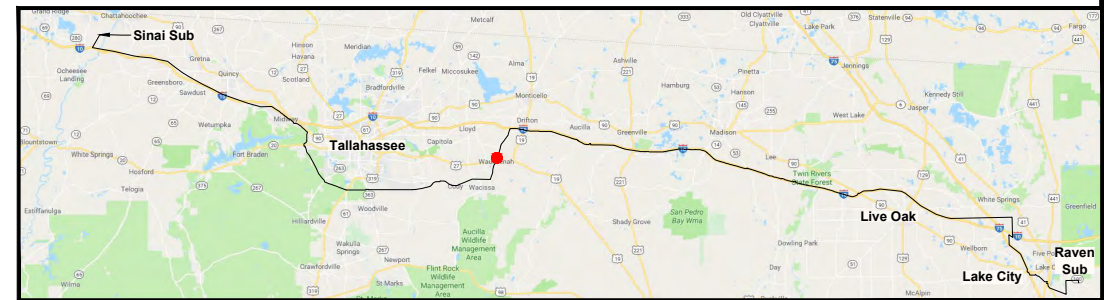 Chattahoochee
Metcalf
Old Clyattville
Clyattville
Statenville
Fargo
Lake Park
Sinai Sub
Hinson
Havana
Meridian
Alma
Ashville
Jennings
Gretna
Ocheesee
Landing
Quincy
Scotland
Felkel
Miccosukee
Pinetta
Greensboro
Sawdust
Bradfordville
Hamburg
Hanson
Kennedy Still
Monticello
Jasper
Wetumpka
Midway
Lloyd
Drifton
Aucilla
Greenville
Madison
West Lake
Tallahassee
Capitola
Lee
Blountstown
White Springs
Hosford
Fort Braden
Wacissa
Twin Rivers
State Forest
Telogia
Woodville
White Springs
Greenfield
Estiffanulga
Hilliardville
Shady Grove
San Pedro
Bay Wma
Live Oak
Wakulla
Springs
Aucilla
Wildlife
Management
Area
Dowling Park
Wellborn
Raven
Sub
Crawfordville
Newport
Flint Rock
Wildlife
Management
Area
Day
Lake City
Wilma
St Marks
McAlpin